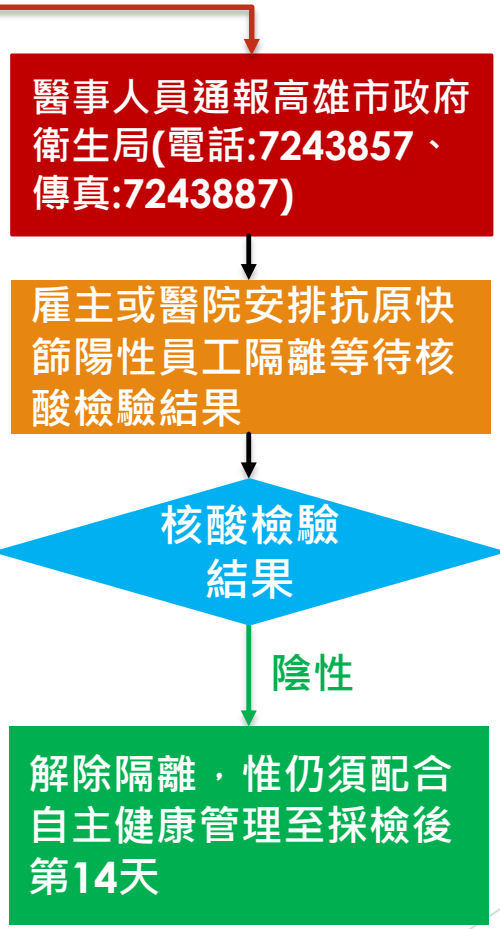 醫事人員通報高雄市政府
衛生局(電話:7243857、
傳真:7243887)
雇主或醫院安排抗原快
篩陽性員工隔離等待核
酸檢驗結果
核酸檢驗
結果
陰性
解除隔離，惟仍須配合
自主健康管理至採檢後
第14天